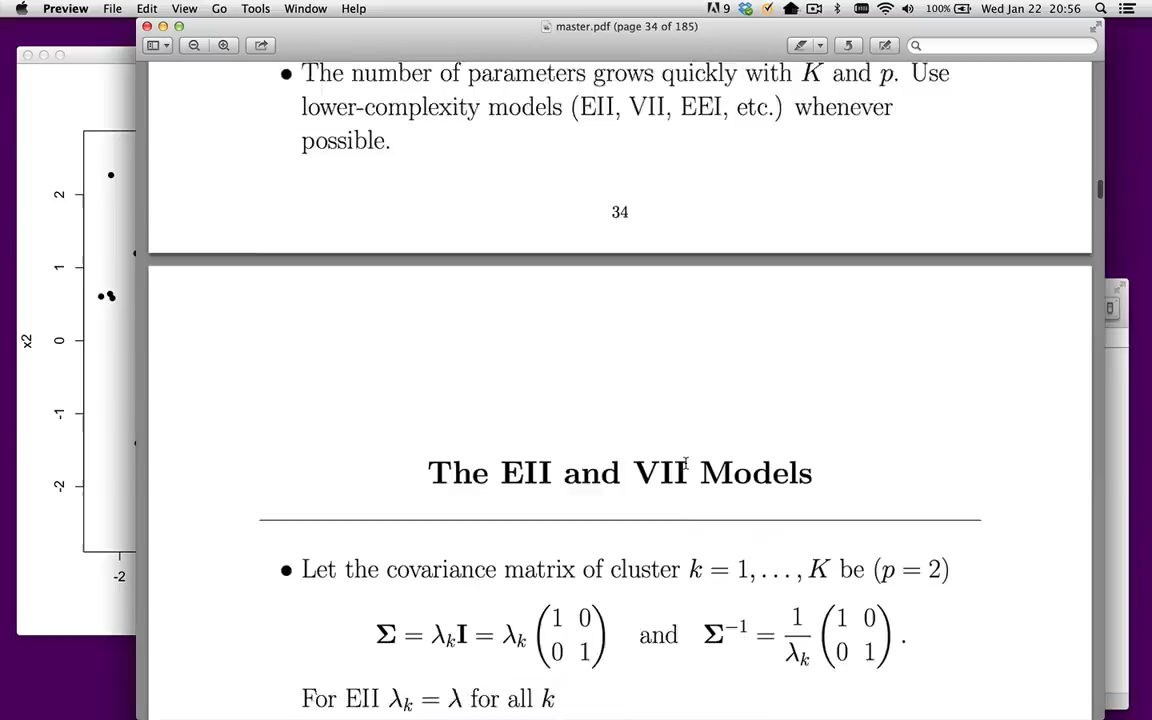 Preview File Edit View Go Tools Window Help 9 100% Wed Jan 22 20:56
master.pdf (page 34 of 185)
• The number of parameters grows quickly with K and p. Use
lower-complexity models (EII, VII, EEI, etc.) whenever
possible.
34
The EII and VII Models
• Let the covariance matrix of cluster k = 1, . . . , K be (p = 2)
Σ = λₖI = λₖ (1 0; 0 1) and Σ⁻¹ = 1/λₖ (1 0; 0 1).
For EII λₖ = λ for all k
x2
2
1
0
-1
-2
-2